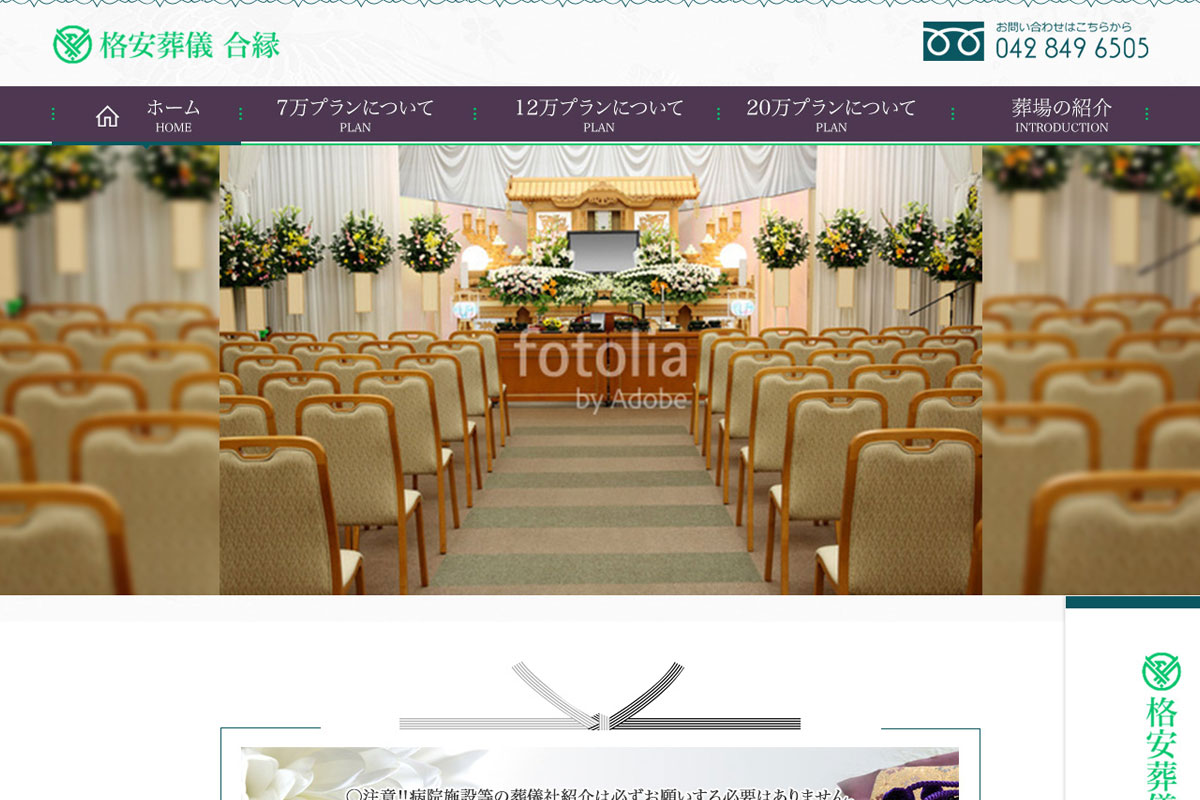 格安葬儀 合縁
お問い合わせはこちらから
042 849 6505
ホーム
HOME
7万プランについて
PLAN
12万プランについて
PLAN
20万プランについて
PLAN
葬場の紹介
INTRODUCTION
fotolia
by Adobe
格安葬儀
〇注意!!病院施設等の葬儀社紹介は必ずお願いする必要はありません。